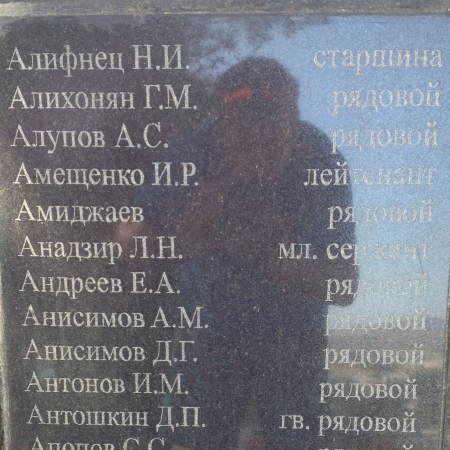 Алифнец Н.И. старшина
Алихонян Г.М. рядовой
Алупов А.С. рядовой
Амещенко И.Р. лейтенант
Амиджаев рядовой
Анадзир Л.Н. мл. сержант
Андреев Е.А. рядовой
Анисимов А.М. рядовой
Анисимов Д.Г. рядовой
Антонов И.М. рядовой
Антошкин Д.П. гв. рядовой